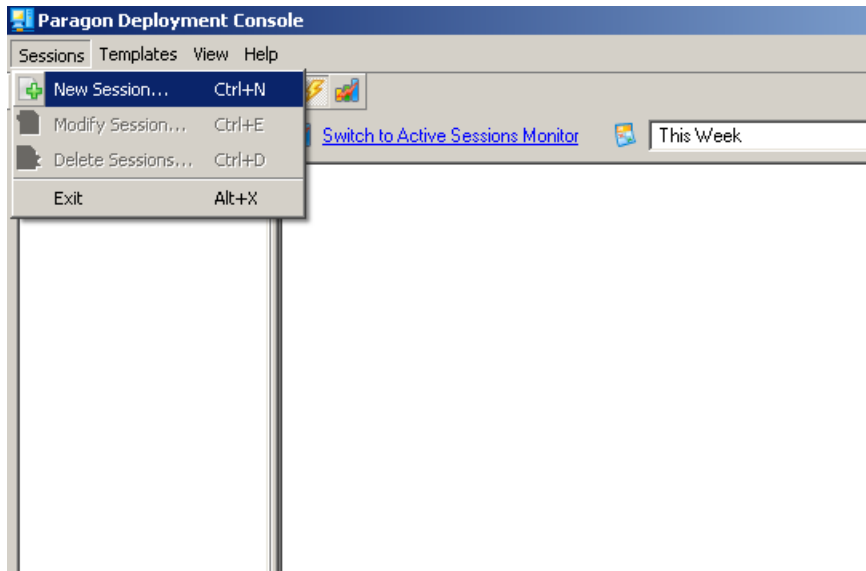 Paragon Deployment Console
Sessions Templates View Help
New Session... Ctrl+N
Modify Session... Ctrl+E
Switch to Active Sessions Monitor This Week
Delete Sessions... Ctrl+D
Exit Alt+X